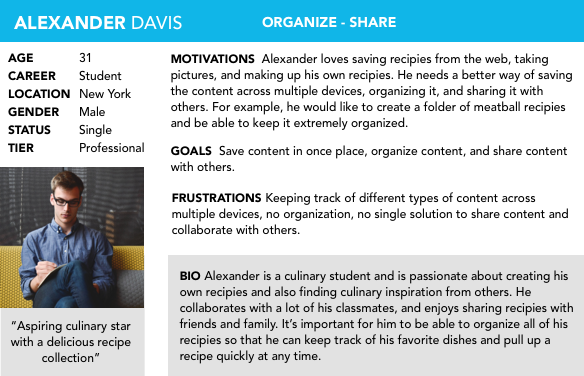 ALEXANDER DAVIS
ORGANIZE - SHARE
AGE 31
CAREER Student
LOCATION New York
GENDER Male
STATUS Single
TIER Professional
"Aspiring culinary star
with a delicious recipe
collection"
MOTIVATIONS Alexander loves saving recipies from the web, taking
pictures, and making up his own recipies. He needs a better way of saving
the content across multiple devices, organizing it, and sharing it with
others. For example, he would like to create a folder of meatball recipies
and be able to keep it extremely organized.
GOALS Save content in once place, organize content, and share content
with others.
FRUSTRATIONS Keeping track of different types of content across
multiple devices, no organization, no single solution to share content and
collaborate with others.
BIO Alexander is a culinary student and is passionate about creating his
own recipies and also finding culinary inspiration from others. He
collaborates with a lot of his classmates, and enjoys sharing recipies with
friends and family. It's important for him to be able to organize all of his
recipies so that he can keep track of his favorite dishes and pull up a
recipe quickly at any time.